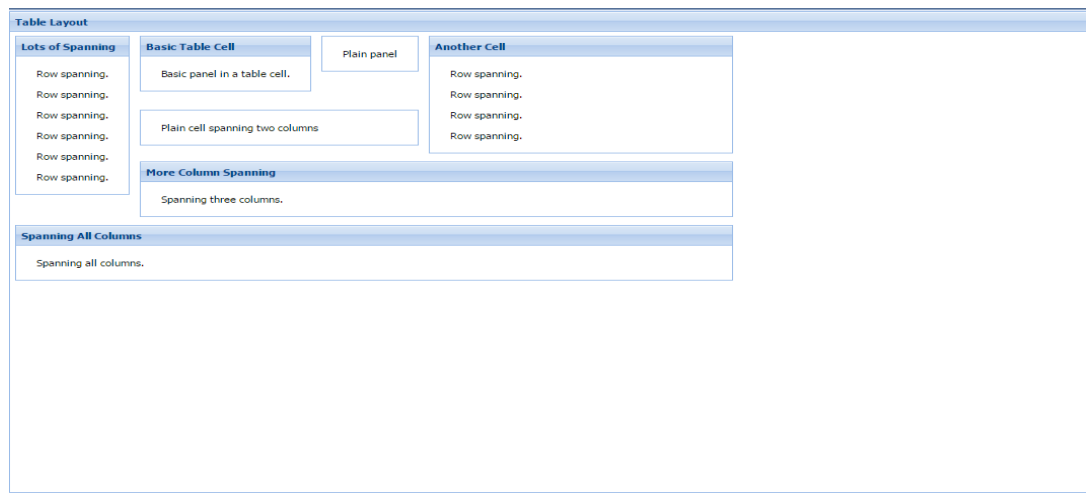 Table Layout
Lots of Spanning
Row spanning.
Row spanning.
Row spanning.
Row spanning.
Row spanning.
Row spanning.
Basic Table Cell
Basic panel in a table cell.
Plain panel
Another Cell
Row spanning.
Row spanning.
Row spanning.
Row spanning.
Plain cell spanning two columns
More Column Spanning
Spanning three columns.
Spanning All Columns
Spanning all columns.